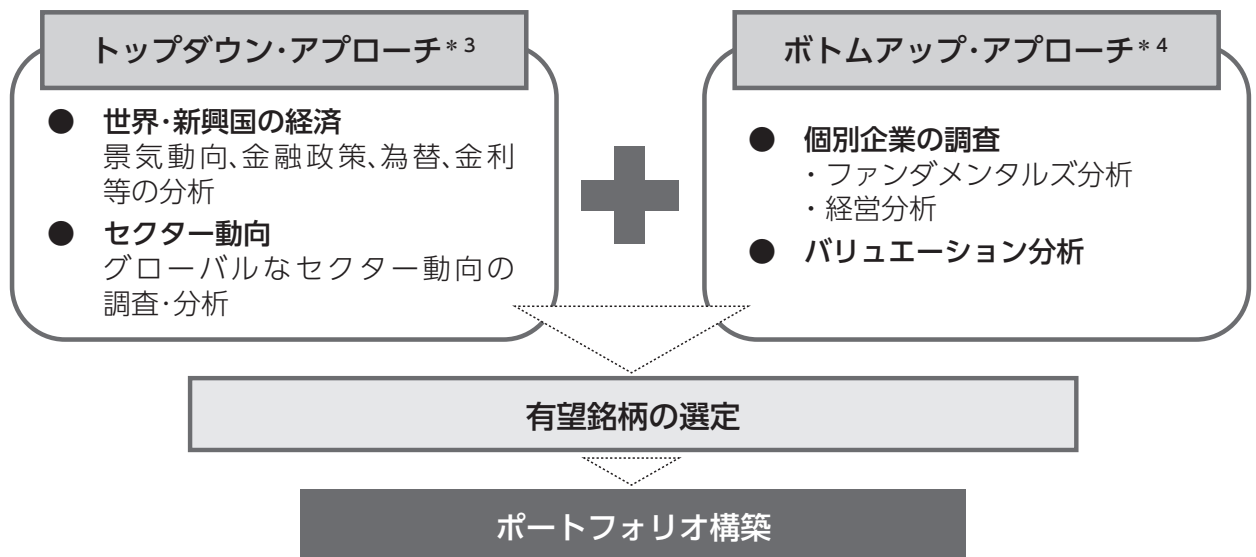 トップダウン・アプローチ*3
● 世界・新興国の経済
景気動向、金融政策、為替、金利
等の分析
● セクター動向
グローバルなセクター動向の
調査・分析
ボトムアップ・アプローチ*4
● 個別企業の調査
・ファンダメンタルズ分析
・経営分析
● バリュエーション分析
有望銘柄の選定
ポートフォリオ構築